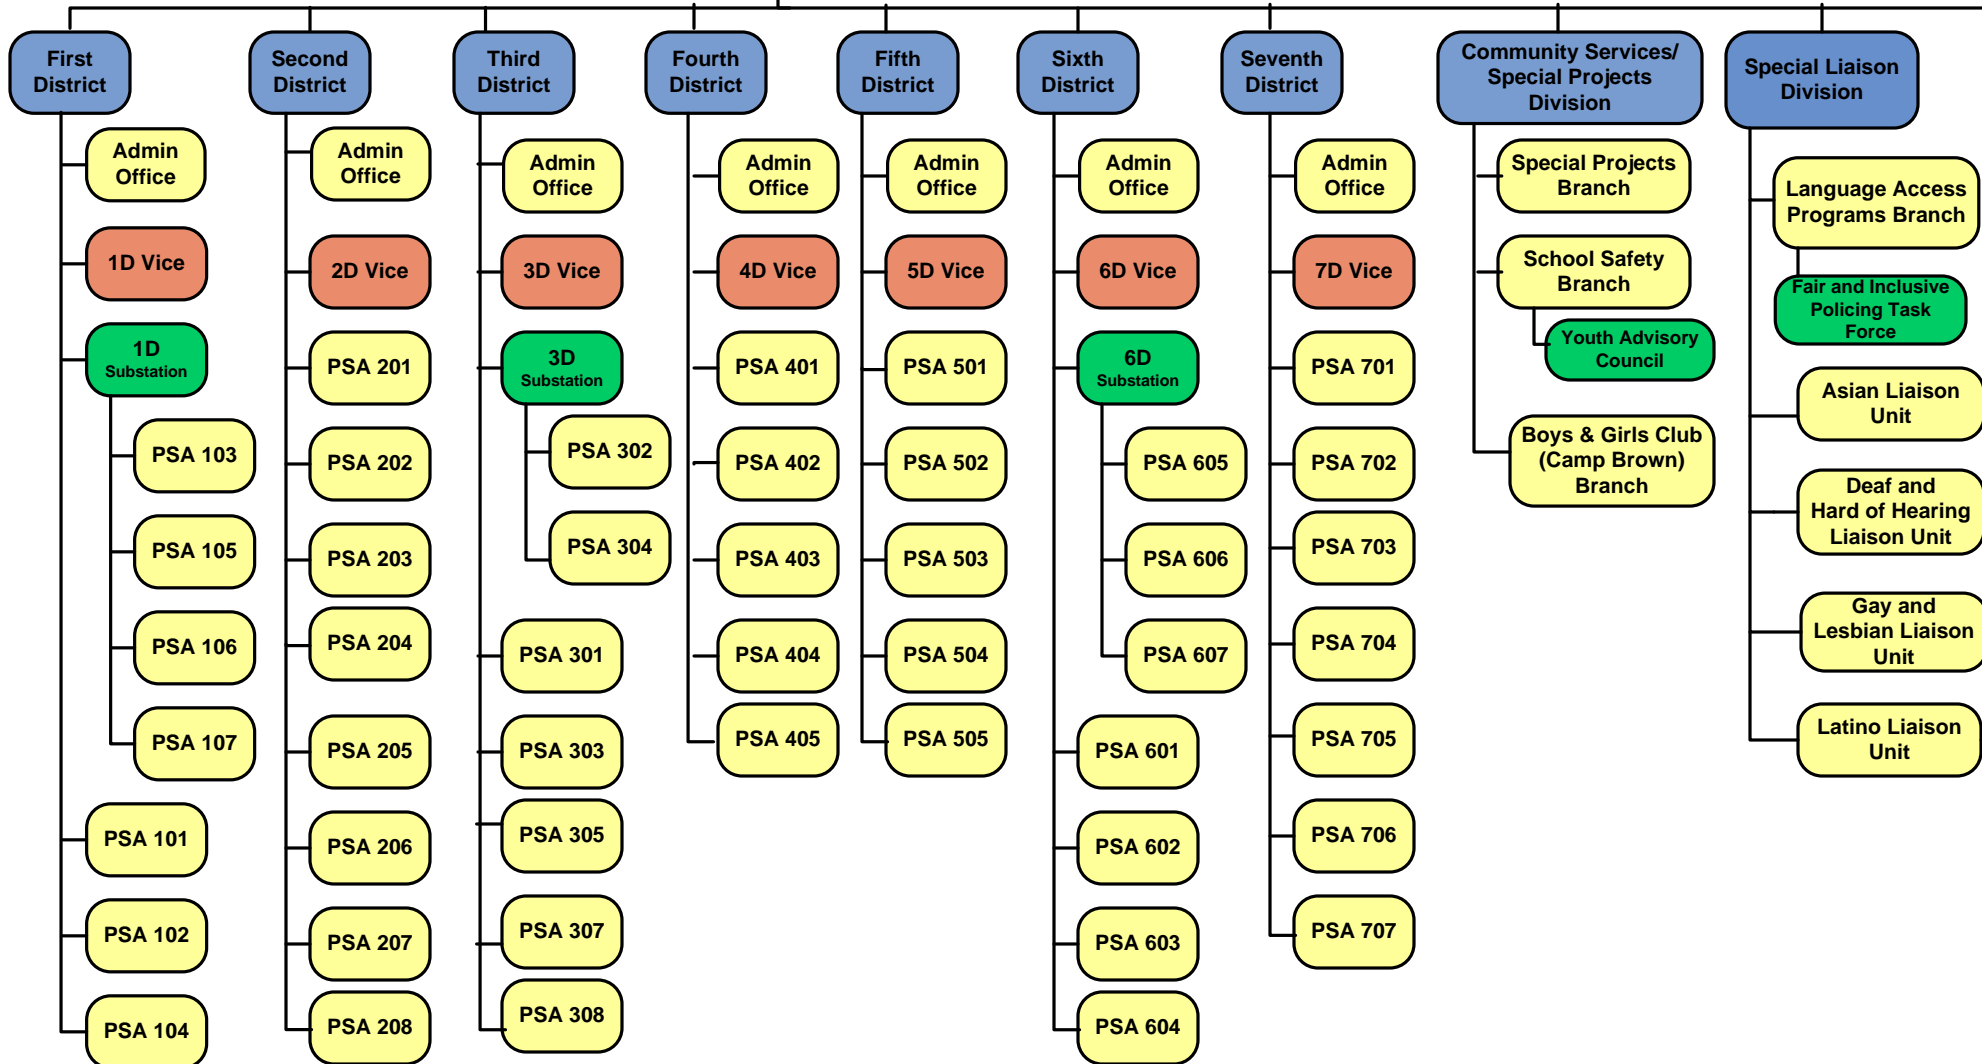 First
District
Admin
Office
1D Vice
1D
Substation
PSA 103
PSA 105
PSA 106
PSA 107
PSA 101
PSA 102
PSA 104
Second
District
Admin
Office
2D Vice
PSA 201
PSA 202
PSA 203
PSA 204
PSA 205
PSA 206
PSA 207
PSA 208
Third
District
Admin
Office
3D Vice
3D
Substation
PSA 302
PSA 304
PSA 301
PSA 303
PSA 305
PSA 307
PSA 308
Fourth
District
Admin
Office
4D Vice
PSA 401
PSA 402
PSA 403
PSA 404
PSA 405
Fifth
District
Admin
Office
5D Vice
PSA 501
PSA 502
PSA 503
PSA 504
PSA 505
Sixth
District
Admin
Office
6D Vice
6D
Substation
PSA 605
PSA 606
PSA 607
PSA 601
PSA 602
PSA 603
PSA 604
Seventh
District
Admin
Office
7D Vice
PSA 701
PSA 702
PSA 703
PSA 704
PSA 705
PSA 706
PSA 707
Community Services/
Special Projects
Division
Special Projects
Branch
School Safety
Branch
Youth Advisory
Council
Boys & Girls Club
(Camp Brown)
Branch
Special Liaison
Division
Language Access
Programs Branch
Fair and Inclusive
Policing Task
Force
Asian Liaison
Unit
Deaf and
Hard of Hearing
Liaison Unit
Gay and
Lesbian Liaison
Unit
Latino Liaison
Unit